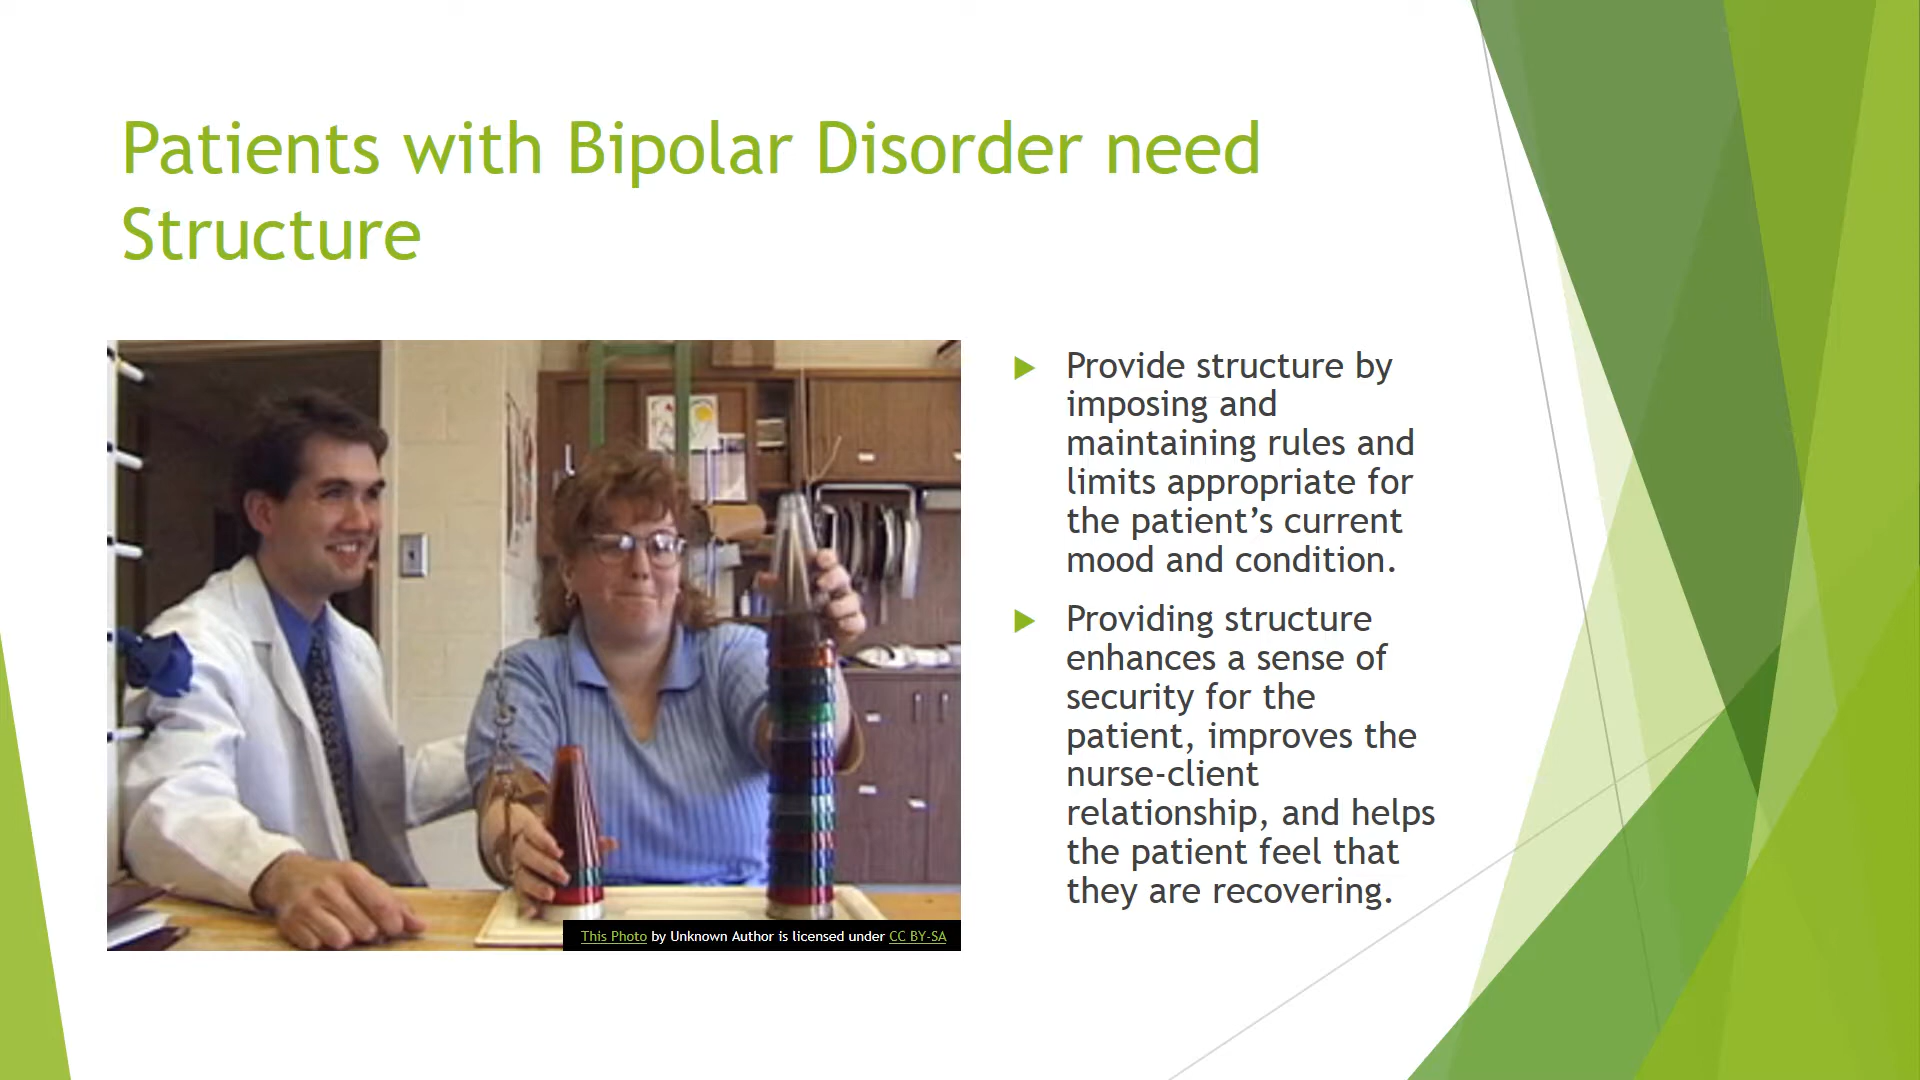 Patients with Bipolar Disorder need
Structure
Provide structure by
imposing and
maintaining rules and
limits appropriate for
the patient’s current
mood and condition.
Providing structure
enhances a sense of
security for the
patient, improves the
nurse-client
relationship, and helps
the patient feel that
they are recovering.
This Photo by Unknown Author is licensed under CC BY-SA